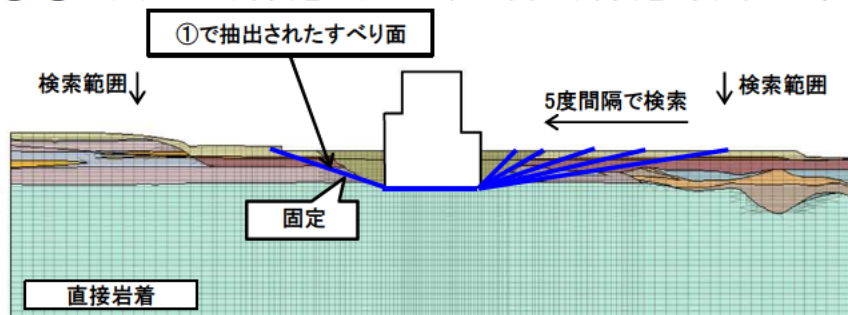 ①で抽出されたすべり面
検索範囲
5度間隔で検索
検索範囲
固定
直接岩着